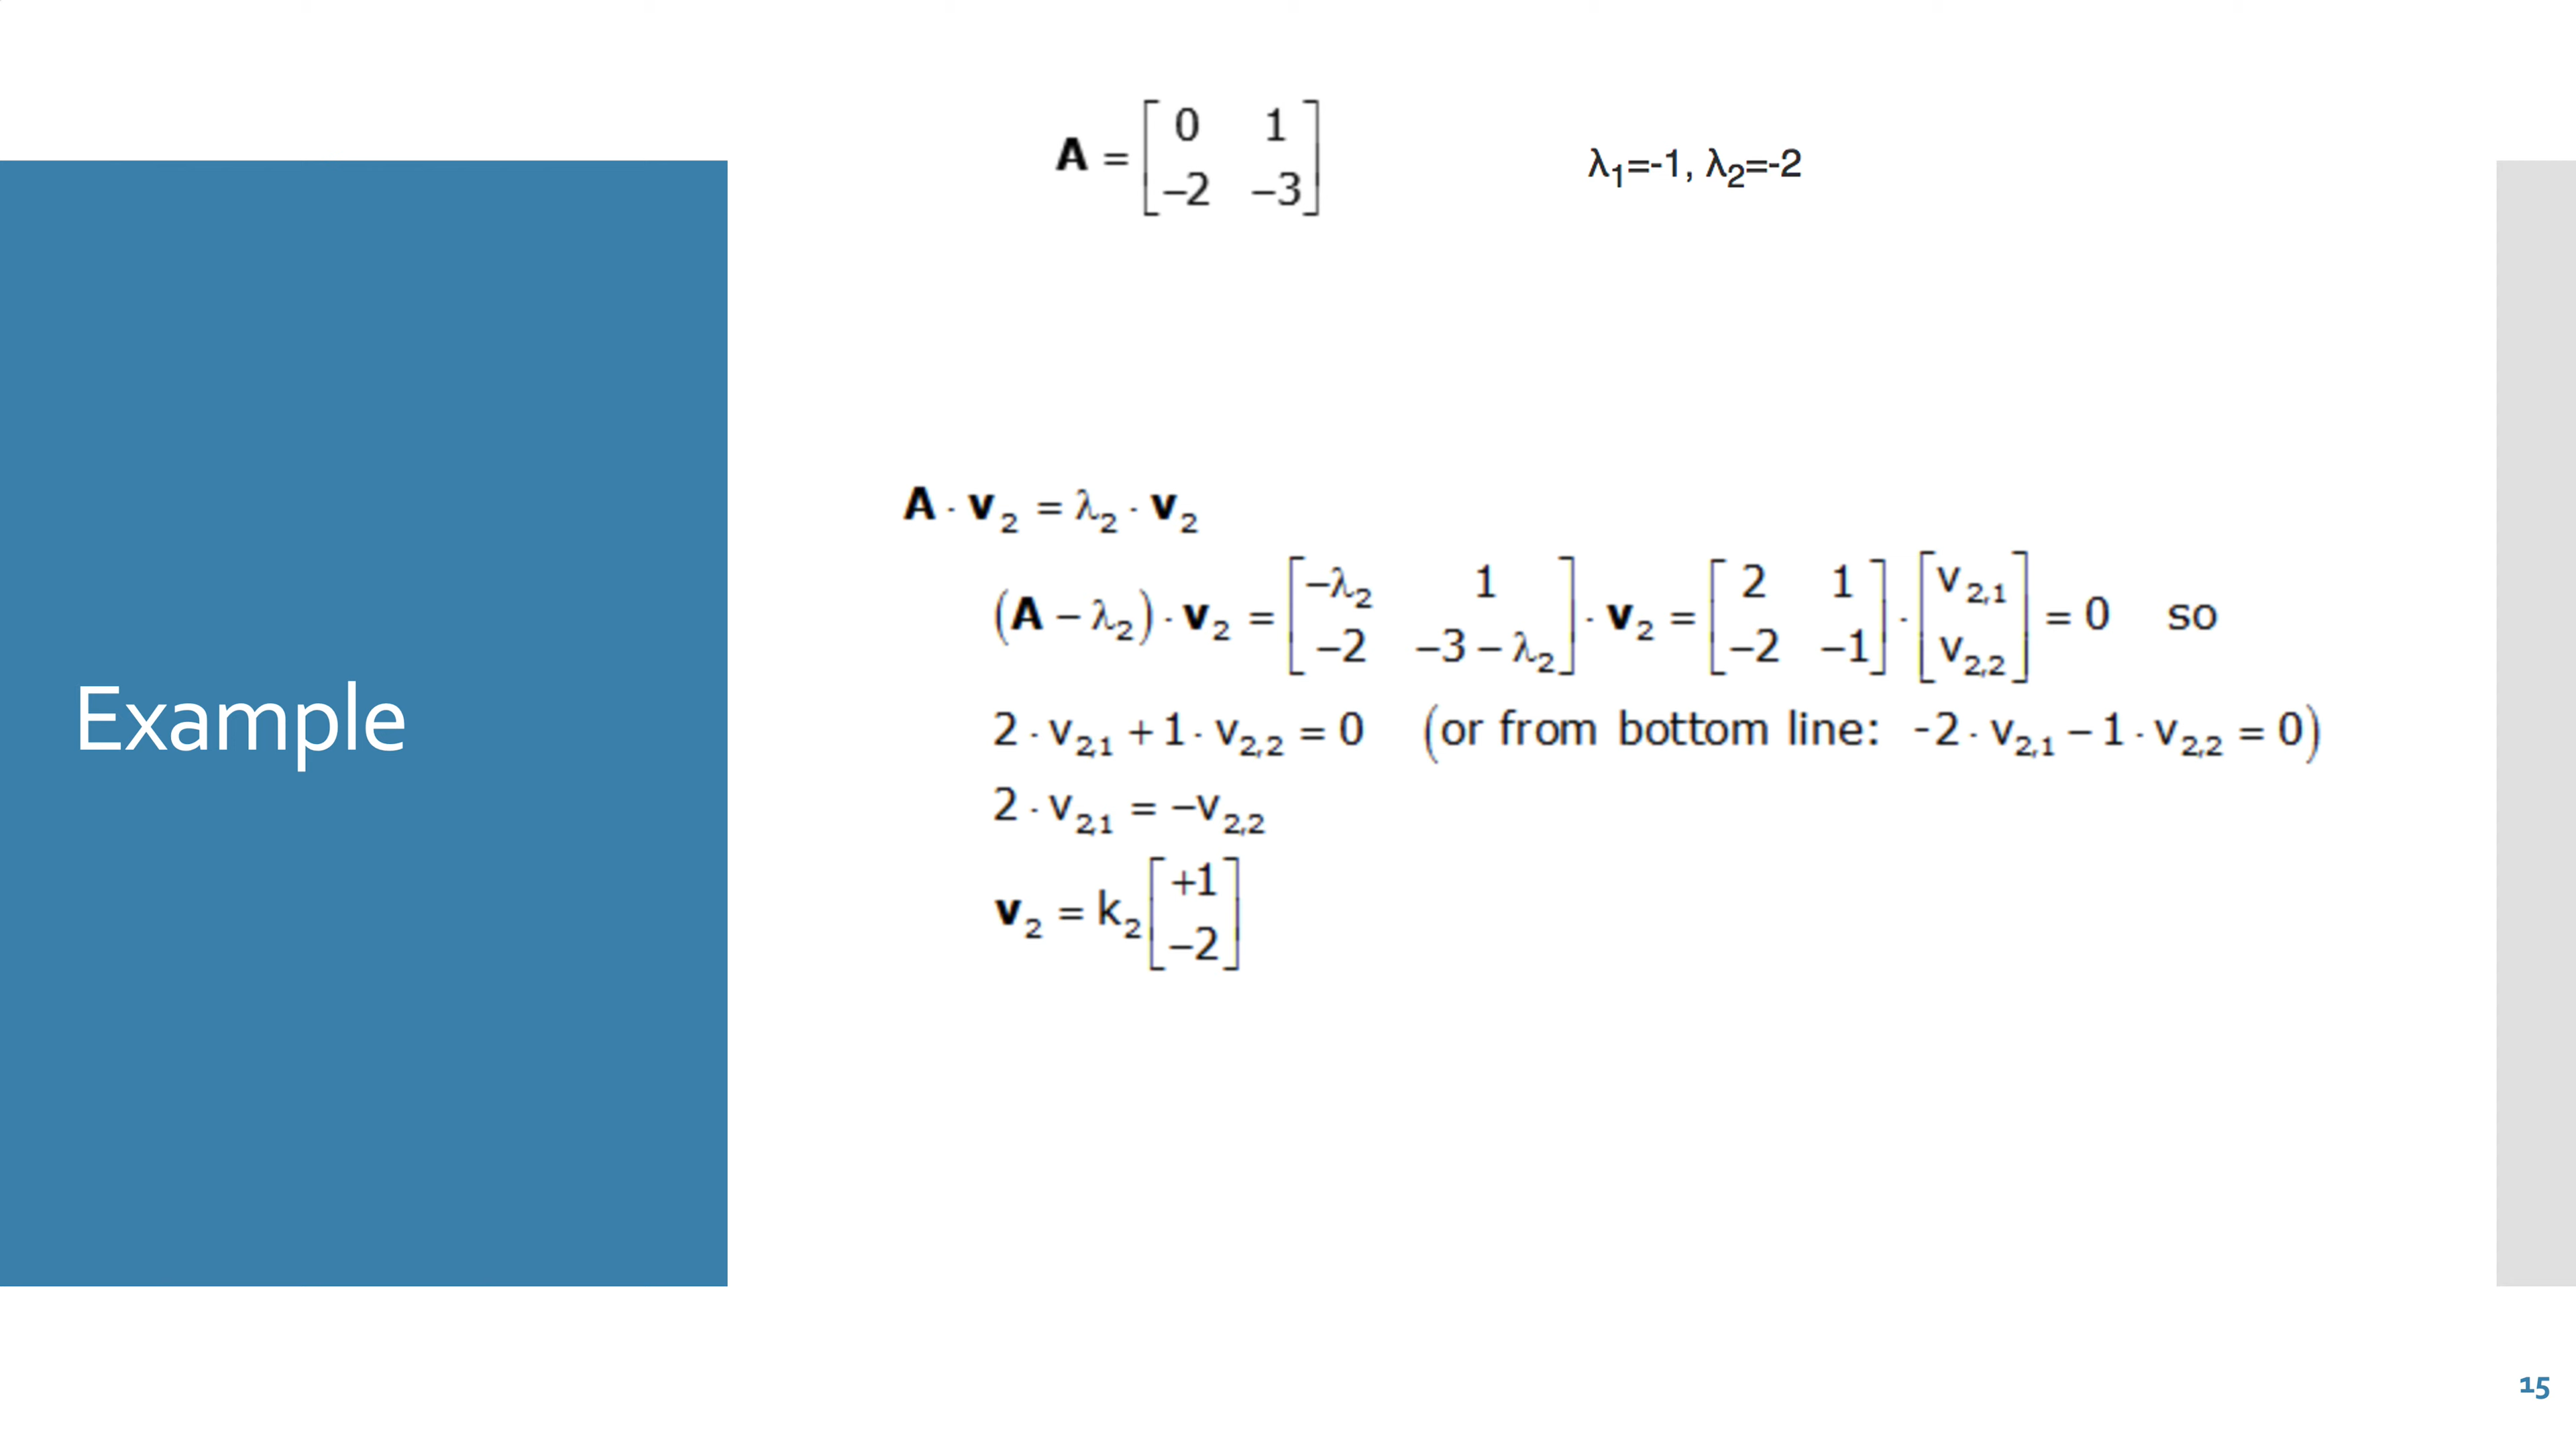 A = [ 0 1
-2 -3 ]
λ1=-1, λ2=-2
Example
A · v2 = λ2 · v2
(A − λ2) · v2 = [ −λ2 1 ; −2 −3 − λ2 ] · v2 = [ 2 1 ; −2 −1 ] · [ v2,1 ; v2,2 ] = 0 so
2 · v2,1 + 1 · v2,2 = 0 (or from bottom line: -2 · v2,1 − 1 · v2,2 = 0)
2 · v2,1 = −v2,2
v2 = k2 [ +1 ; −2 ]
15